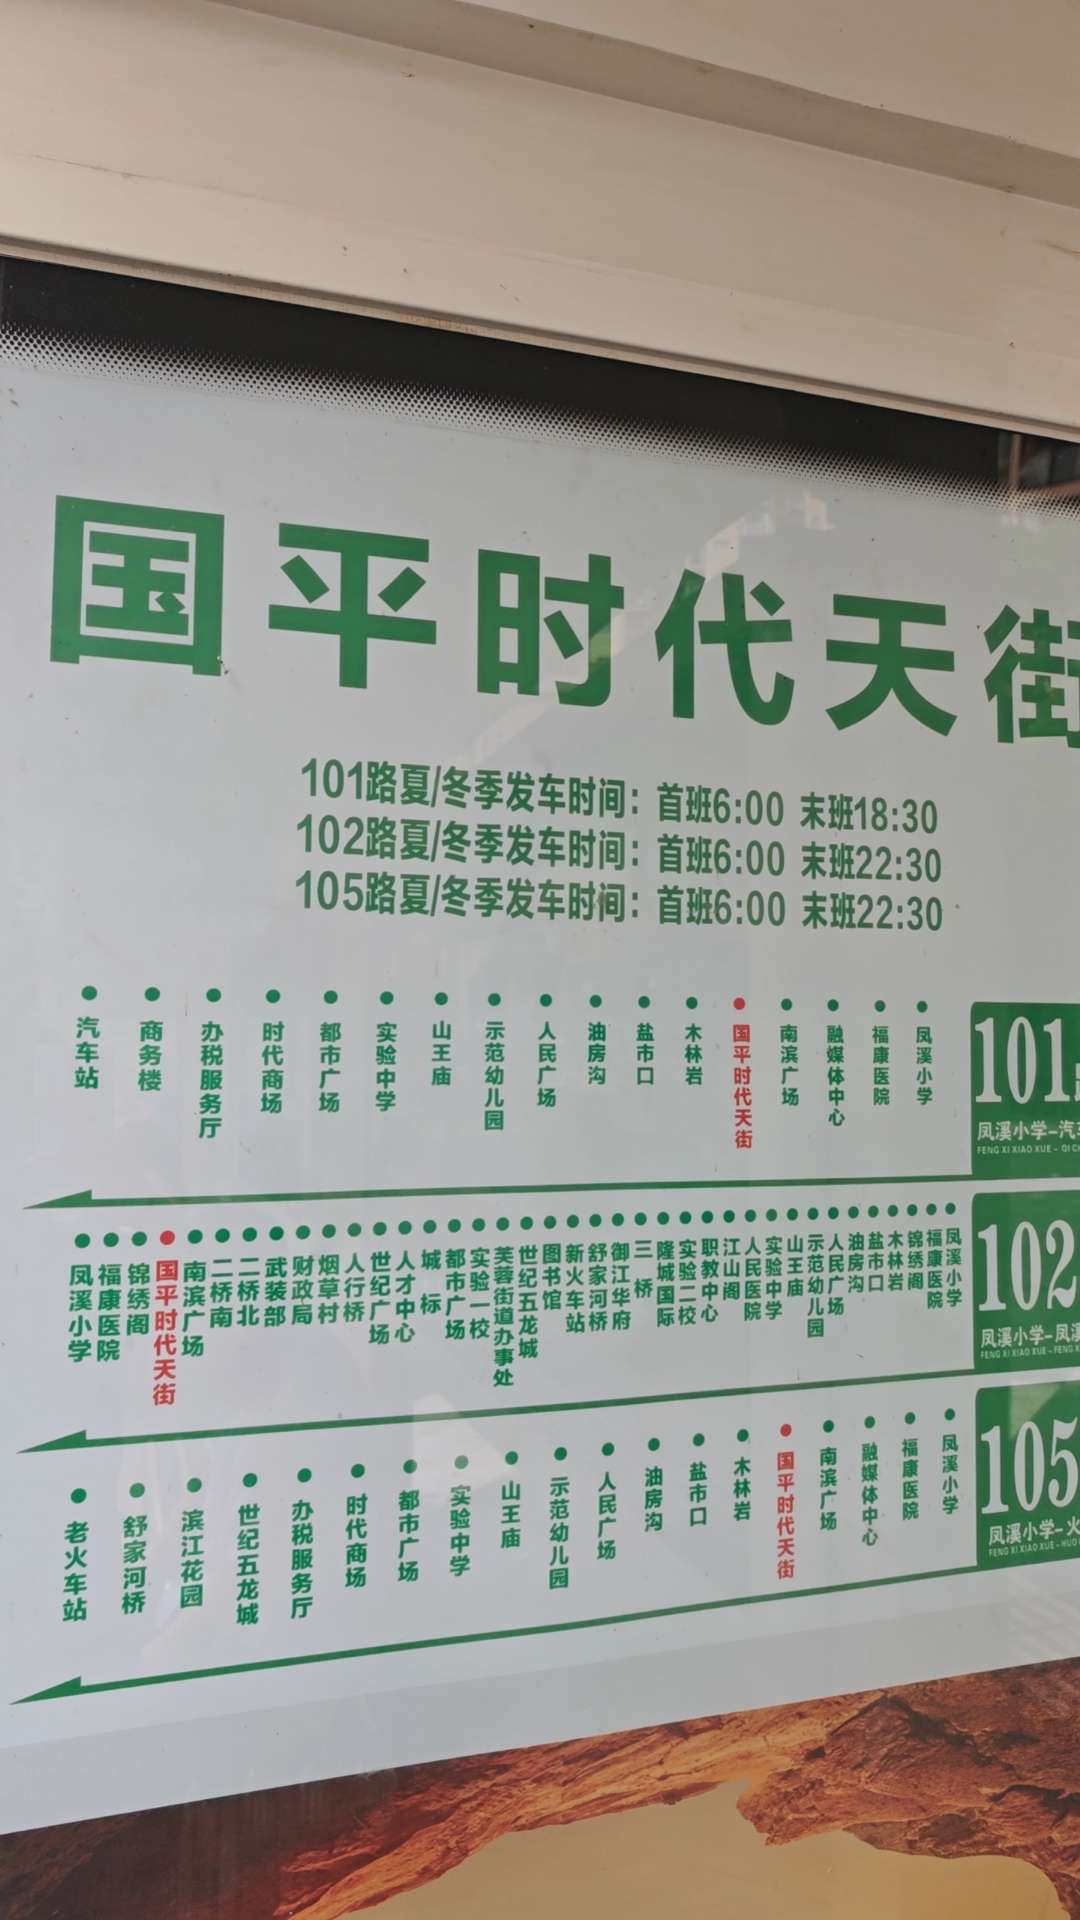 国平时代天街
101路夏/冬季发车时间：首班6:00 末班18:30
102路夏/冬季发车时间：首班6:00 末班22:30
105路夏/冬季发车时间：首班6:00 末班22:30
汽车站
商务楼
办税服务厅
时代商场
都市广场
实验中学
山王庙
示范幼儿园
人民广场
油房沟
盐市口
木林岩
国平时代天街
南滨广场
融媒体中心
福康医院
凤溪小学
101
凤溪小学-汽车
FENG XI XIAO XUE - QI CH
凤溪小学
福康医院
锦绣阁
国平时代天街
南滨广场
二桥南
二桥北
武装部
财政局
烟草村
人行桥
世纪广场
人才中心
城标
都市广场
实验一校
芙蓉街道办事处
世纪五龙城
图书馆
新火车站
舒家河桥
御江华府
三桥
隆城国际
实验二校
职教中心
江山阁
人民医院
实验中学
山王庙
示范幼儿园
人民广场
油房沟
盐市口
木林岩
锦绣阁
福康医院
凤溪小学
102
凤溪小学-凤溪
FENG XI XIAO XUE - FENG X
老火车站
舒家河桥
滨江花园
世纪五龙城
办税服务厅
时代商场
都市广场
实验中学
山王庙
示范幼儿园
人民广场
油房沟
盐市口
木林岩
国平时代天街
南滨广场
融媒体中心
福康医院
凤溪小学
105
凤溪小学-火
FENG XI XIAO XUE - HUO